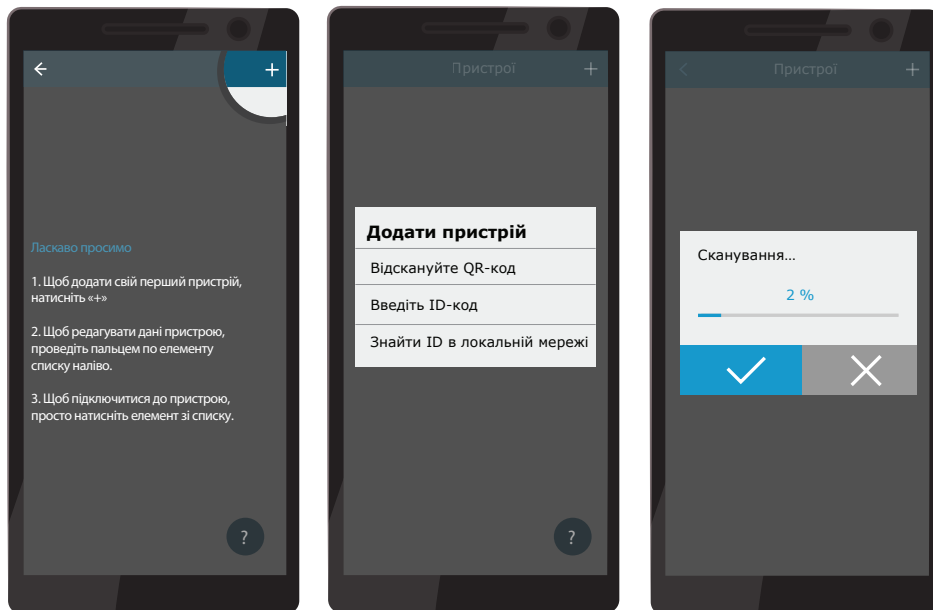 +
Ласкаво просимо
1. Щоб додати свій перший пристрій,
натисніть «+»
2. Щоб редагувати дані пристрою,
проведіть пальцем по елементу
списку наліво.
3. Щоб підключитися до пристрою,
просто натисніть елемент зі списку.
?
Пристрої +
Додати пристрій
Відскануйте QR-код
Введіть ID-код
Знайти ID в локальній мережі
?
Пристрої +
Сканування...
2 %